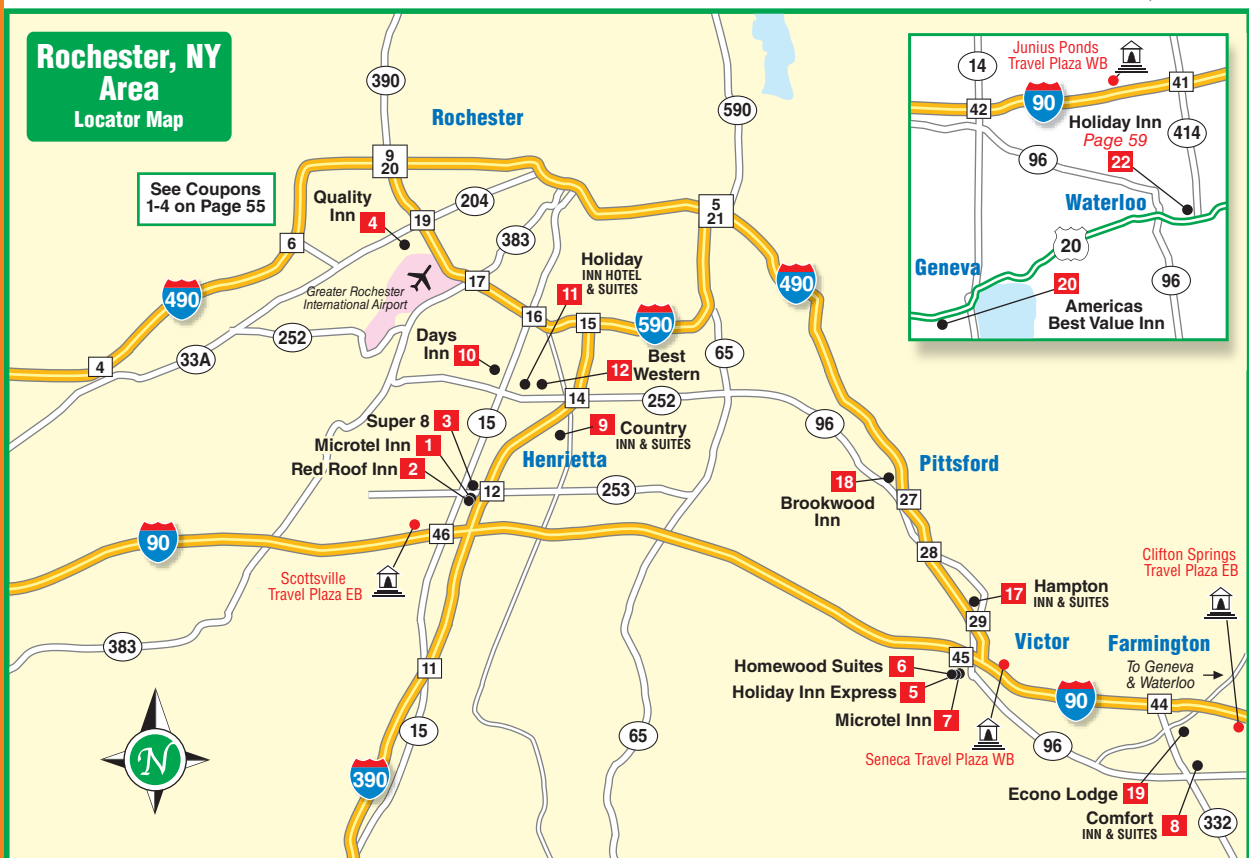 Rochester, NY
Area
Locator Map
See Coupons
1-4 on Page 55
390
Rochester
590
9
20
Quality
Inn
4
19
204
5
21
6
383
490
Greater Rochester
International Airport
17
Holiday
INN HOTEL
& SUITES
11
490
16
15
590
252
33A
4
Days
Inn
10
12
Best
Western
65
14
252
Super 8
3
15
9
Country
INN & SUITES
96
Microtel Inn
1
Red Roof Inn
2
Henrietta
Pittsford
18
Brookwood
Inn
27
12
253
46
90
28
Scottsville
Travel Plaza EB
Clifton Springs
Travel Plaza EB
17
Hampton
INN & SUITES
29
383
Victor
Farmington
To Geneva
& Waterloo
45
11
Homewood Suites
6
Holiday Inn Express
5
Microtel Inn
7
90
44
15
65
96
Seneca Travel Plaza WB
N
390
Econo Lodge
19
Comfort
INN & SUITES
8
332
Junius Ponds
Travel Plaza WB
14
41
42
90
Holiday Inn
Page 59
22
414
96
Waterloo
20
Geneva
96
20
Americas
Best Value Inn